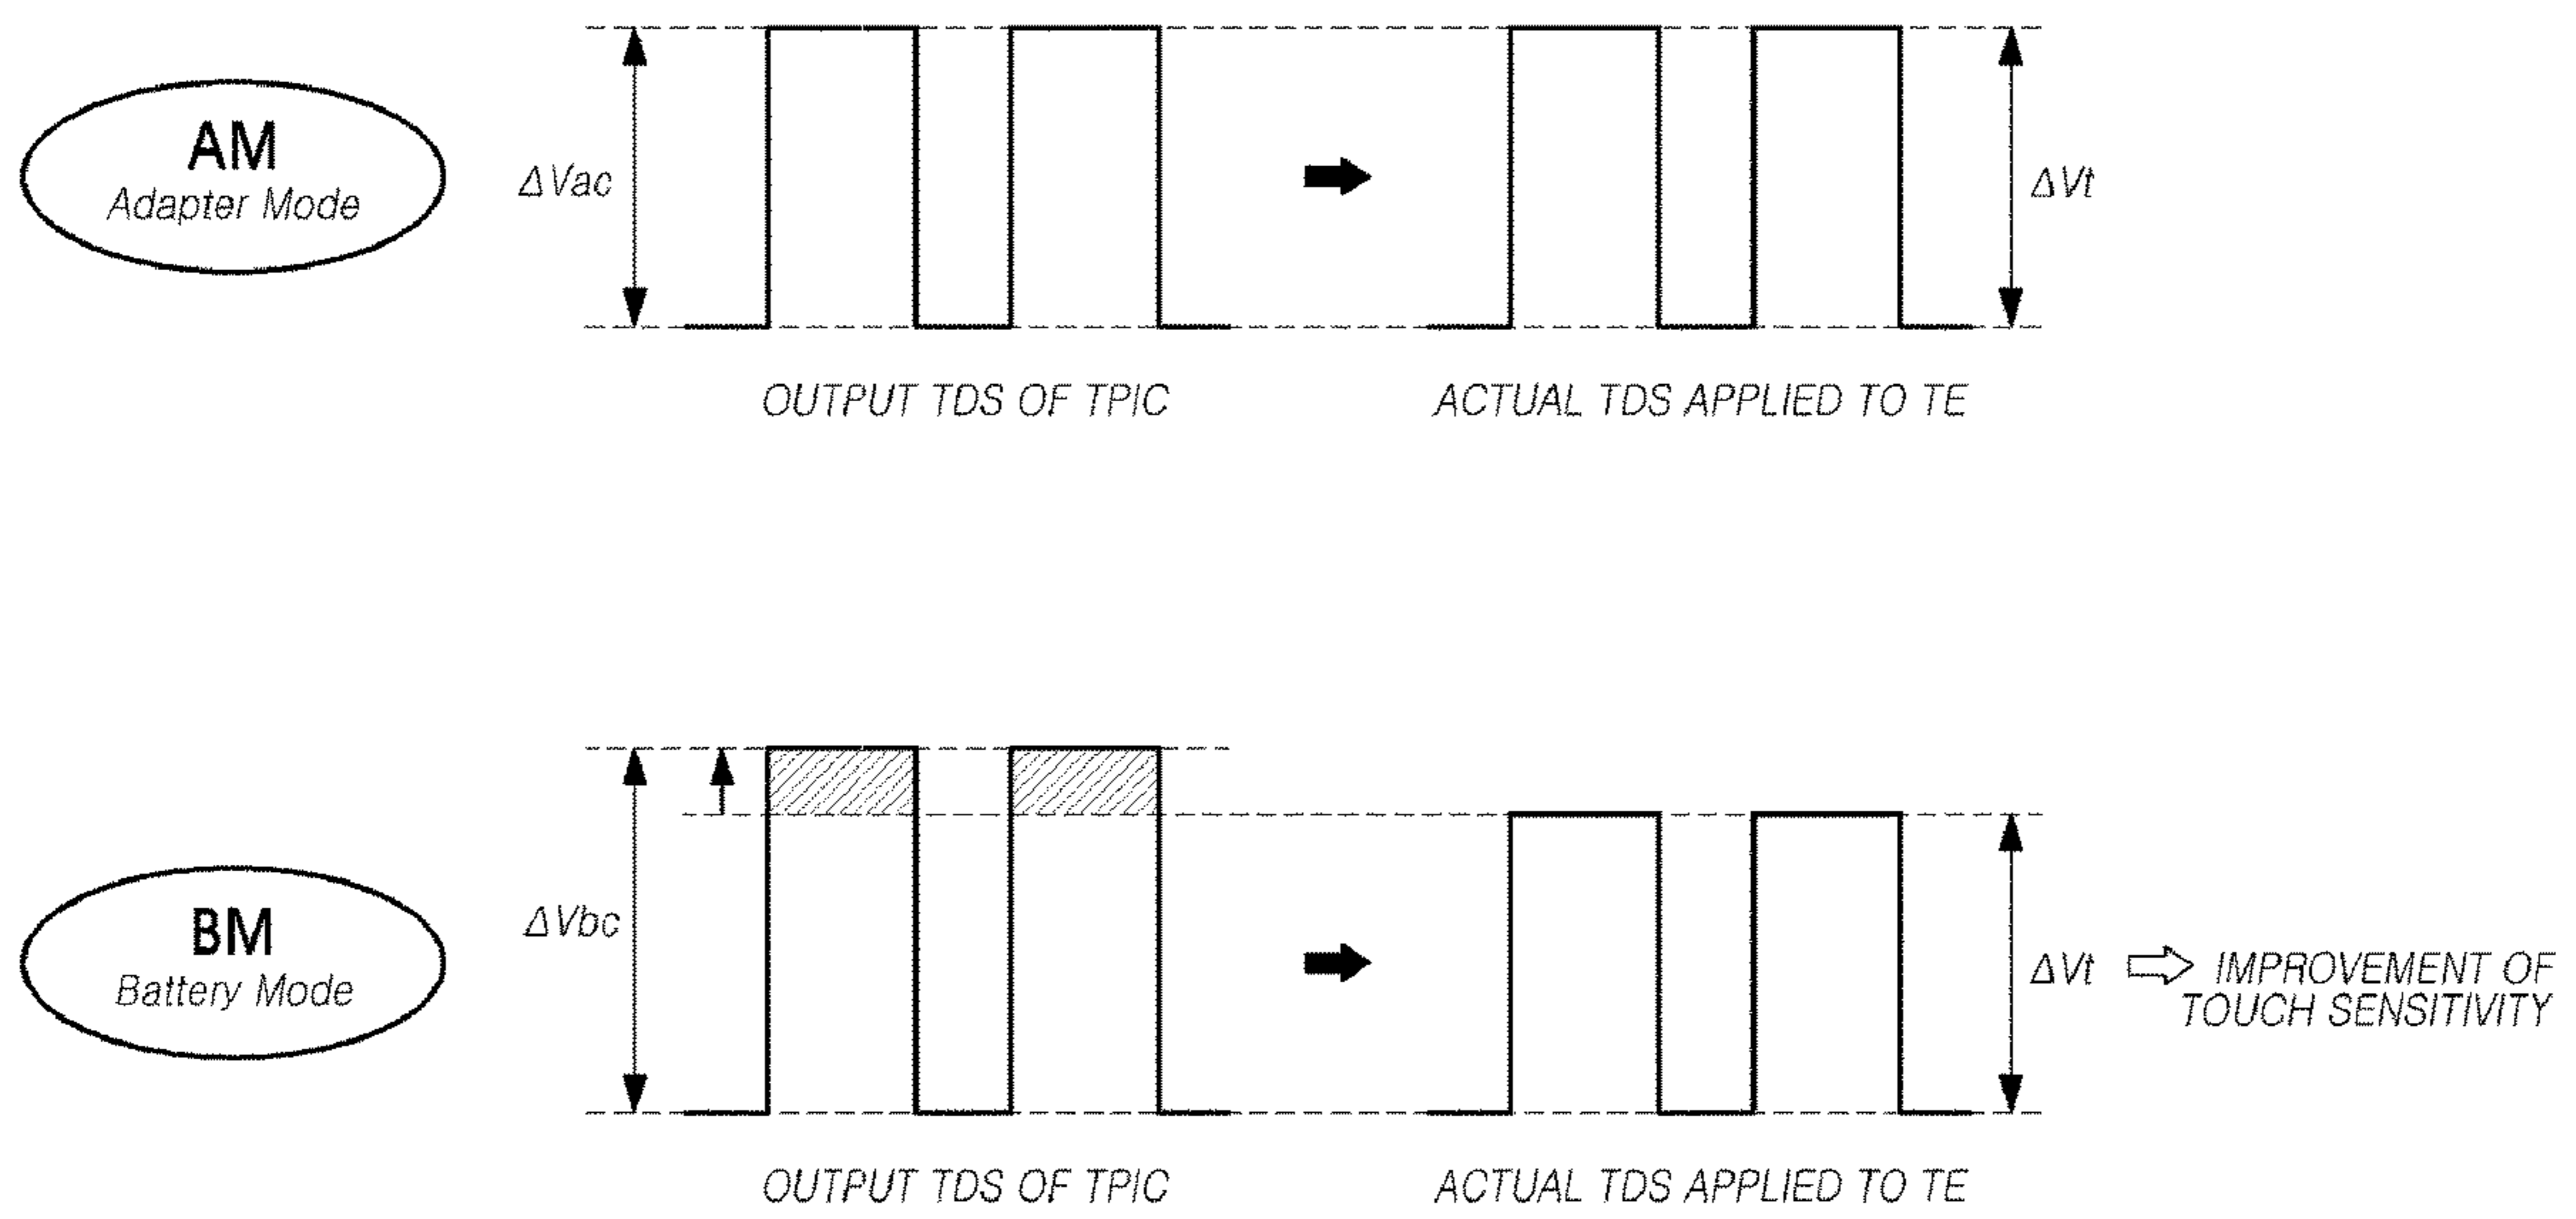 AM
Adapter Mode
ΔVac
ΔVt
OUTPUT TDS OF TPIC
ACTUAL TDS APPLIED TO TE
BM
Battery Mode
ΔVbc
ΔVt
IMPROVEMENT OF
TOUCH SENSITIVITY
OUTPUT TDS OF TPIC
ACTUAL TDS APPLIED TO TE